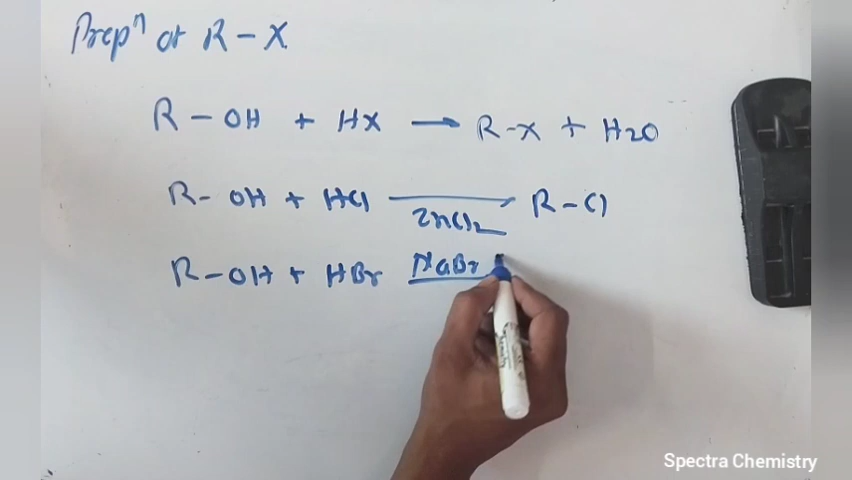 Prepⁿ of R – X
R – OH + HX → R-X + H2O
R – OH + HCl → R – Cl
ZnCl2
R – OH + HBr NaBr
Spectra Chemistry